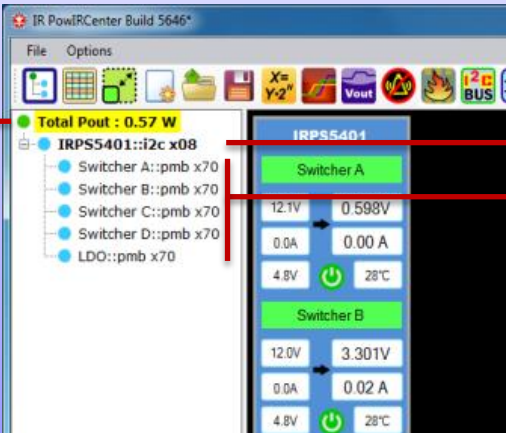 IR PowIRCenter Build 5646*
File Options
X=
Y·2ⁿ
Vout
I²C
BUS
Total Pout : 0.57 W
IRPS5401::i2c x08
Switcher A::pmb x70
Switcher B::pmb x70
Switcher C::pmb x70
Switcher D::pmb x70
LDO::pmb x70
IRPS5401
Switcher A
12.1V 0.598V
0.0A 0.00 A
4.8V 28°C
Switcher B
12.0V 3.301V
0.0A 0.02 A
4.8V 28°C